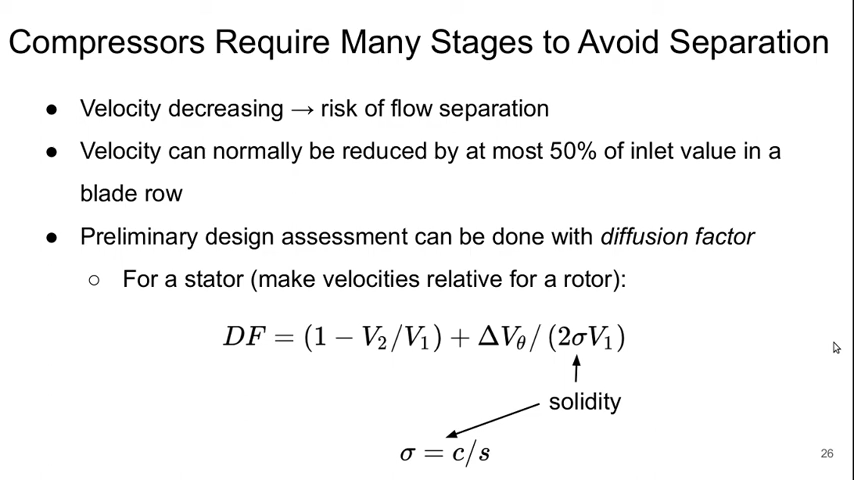 Compressors Require Many Stages to Avoid Separation
● Velocity decreasing → risk of flow separation
● Velocity can normally be reduced by at most 50% of inlet value in a
blade row
● Preliminary design assessment can be done with diffusion factor
○ For a stator (make velocities relative for a rotor):
DF = (1 − V₂/V₁) + ΔV_θ/ (2σV₁)
solidity
σ = c/s
26